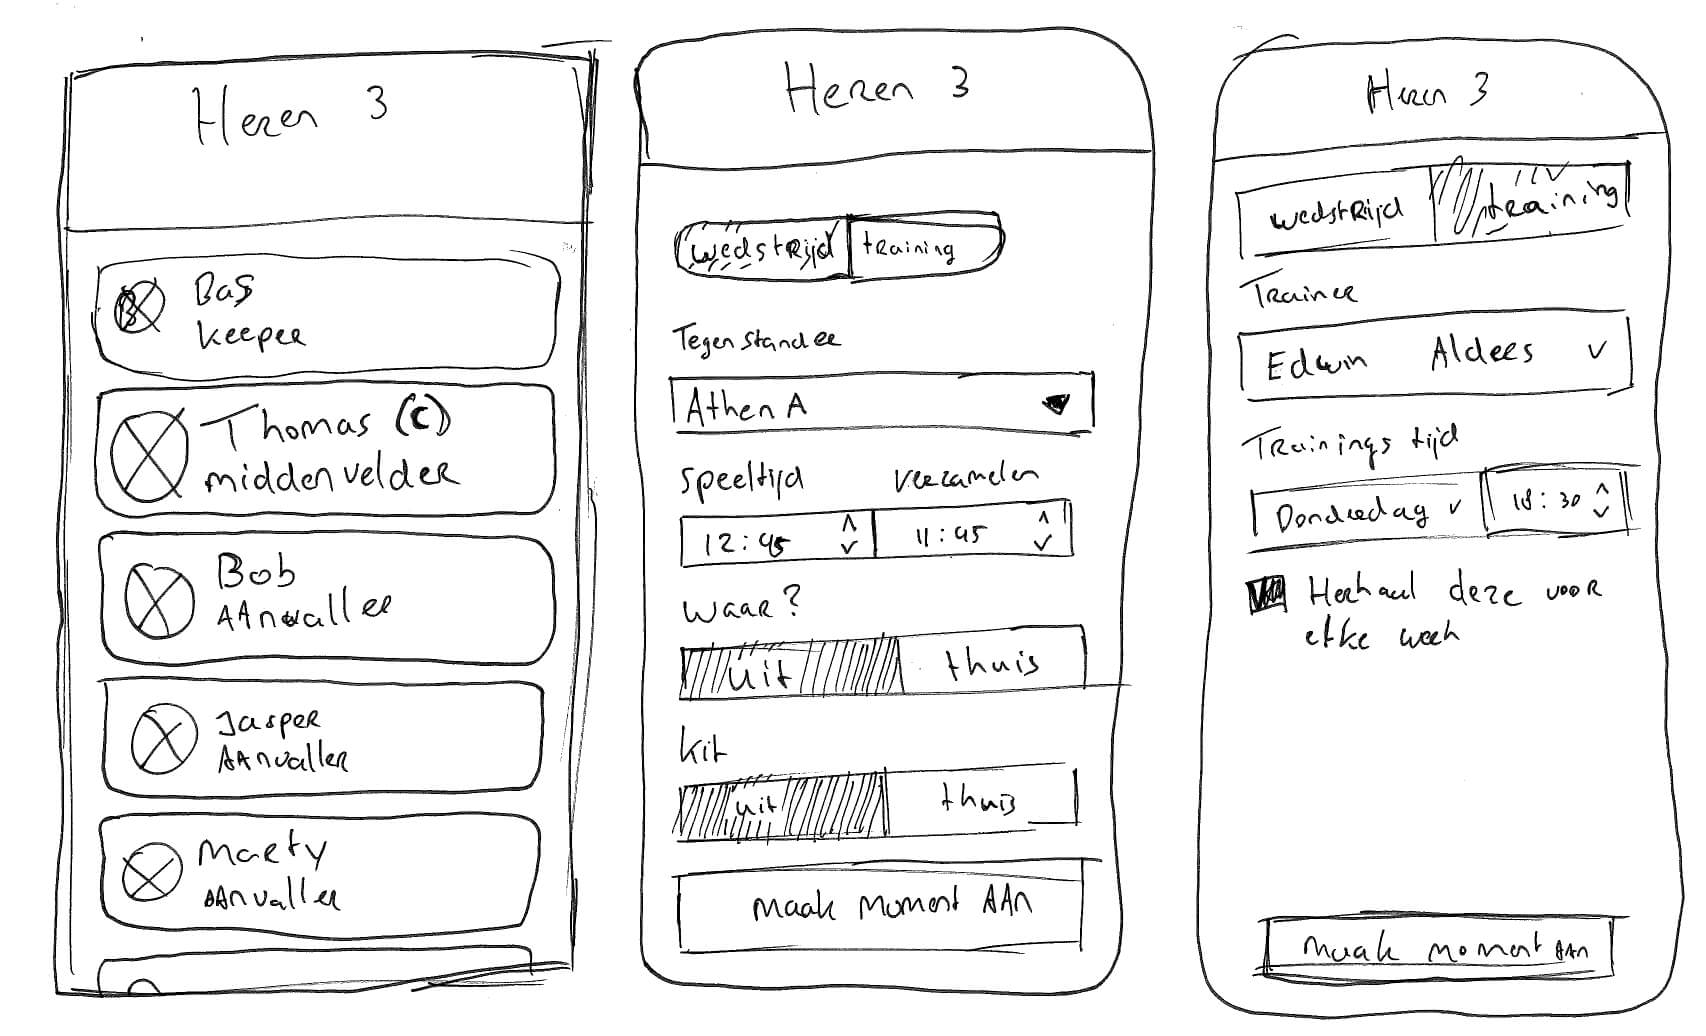 Heren 3
Bas
keeper
Thomas (C)
middenvelder
Bob
AAnvaller
Jasper
AAnvaller
Marty
AAnvaller
Heren 3
wedstRijd
tRaining
Tegenstander
Athena A
speeltijd
verzamelen
12:45
11:45
waar?
uit
thuis
kit
uit
thuis
maak moment AAn
Heren 3
wedstRijd
training
Trainer
Edwin Alders
Trainings tijd
Donderdag
18:30
Herhaal deze voor
elke week
maak moment AAn